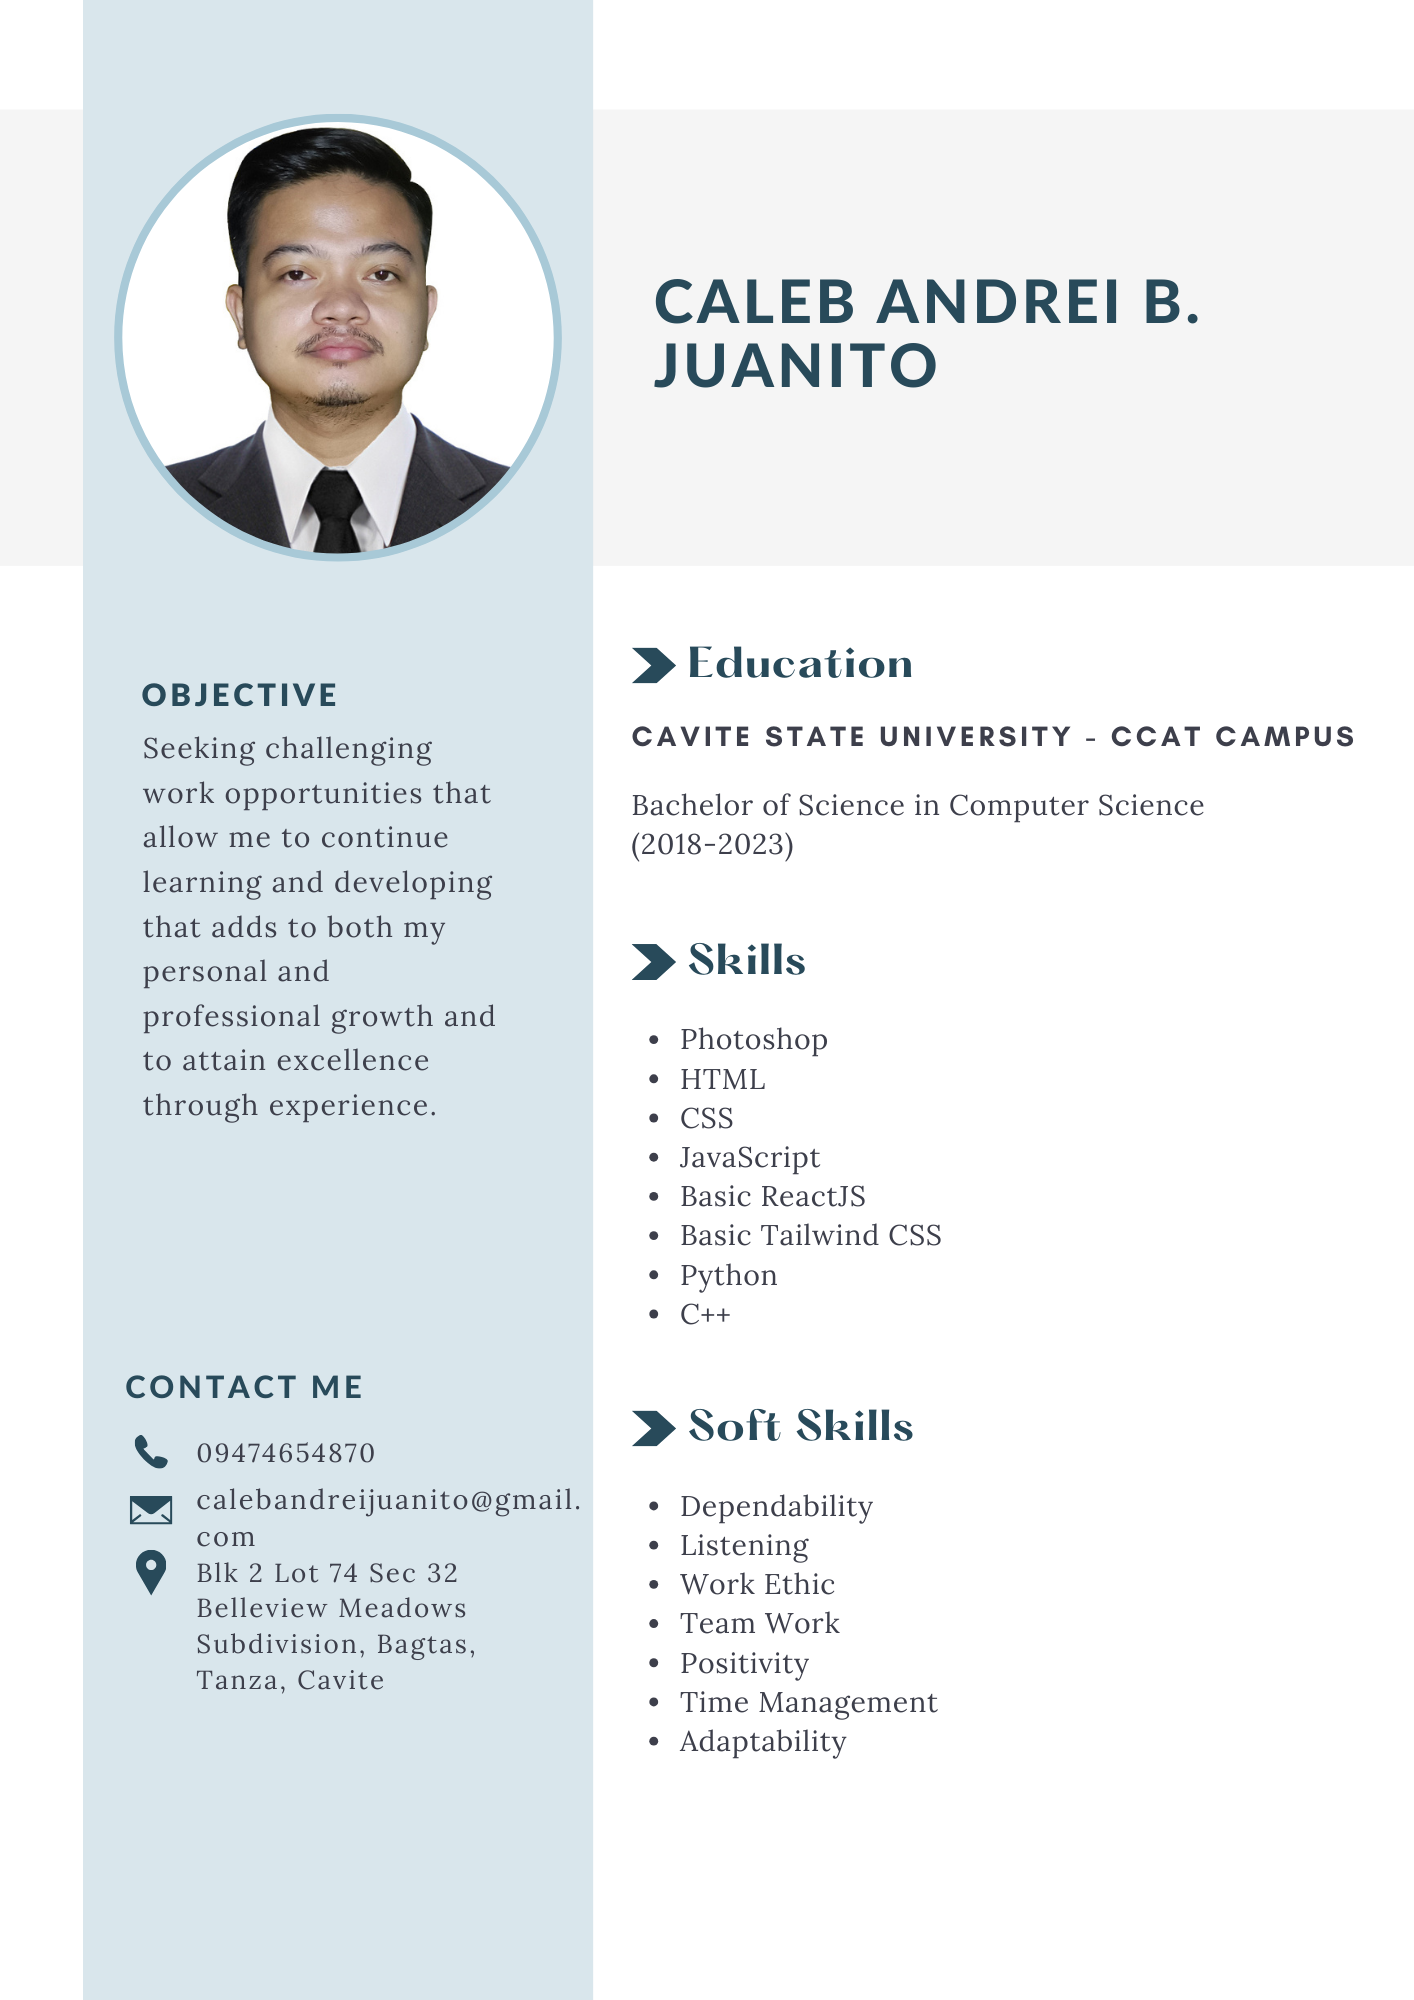 CALEB ANDREI B.
JUANITO
OBJECTIVE
Seeking challenging
work opportunities that
allow me to continue
learning and developing
that adds to both my
personal and
professional growth and
to attain excellence
through experience.
CONTACT ME
09474654870
calebandreijuanito@gmail.
com
Blk 2 Lot 74 Sec 32
Belleview Meadows
Subdivision, Bagtas,
Tanza, Cavite
Education
CAVITE STATE UNIVERSITY - CCAT CAMPUS
Bachelor of Science in Computer Science
(2018-2023)
Skills
• Photoshop
• HTML
• CSS
• JavaScript
• Basic ReactJS
• Basic Tailwind CSS
• Python
• C++
Soft Skills
• Dependability
• Listening
• Work Ethic
• Team Work
• Positivity
• Time Management
• Adaptability